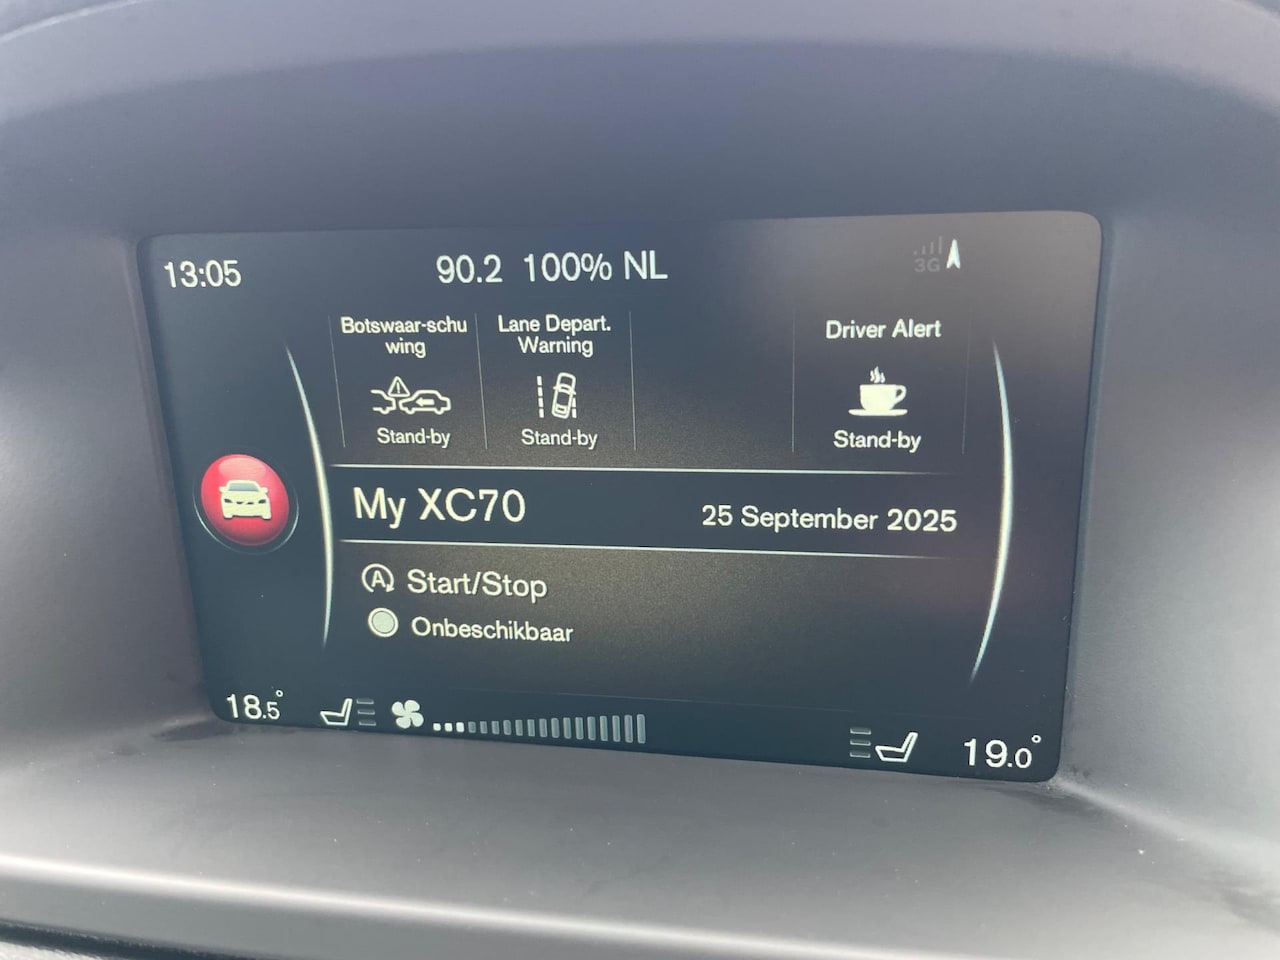 13:05 90.2 100% NL 3G
Botswaar-schu
wing
Stand-by
Lane Depart.
Warning
Stand-by
Driver Alert
Stand-by
My XC70 25 September 2025
A Start/Stop
Onbeschikbaar
18.5° 19.0°